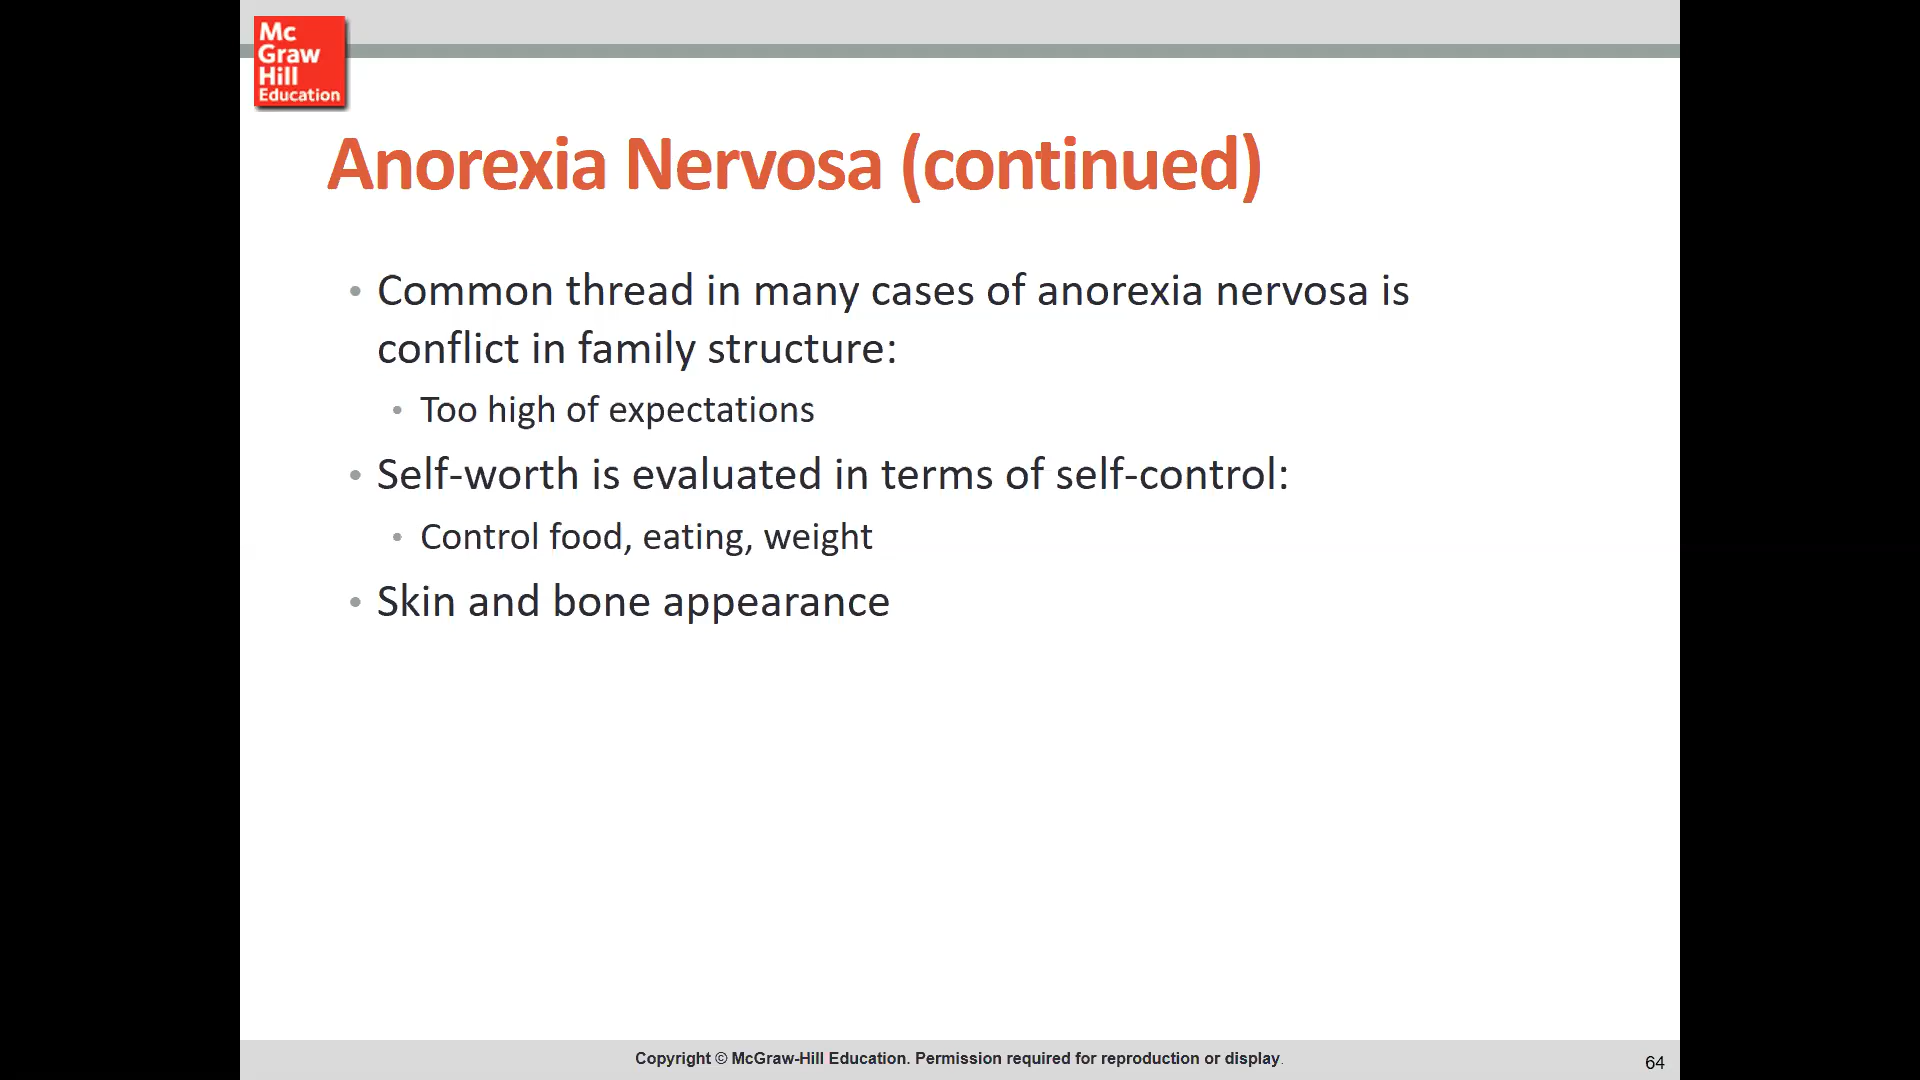 Mc
Graw
Hill
Education
Anorexia Nervosa (continued)
• Common thread in many cases of anorexia nervosa is
conflict in family structure:
• Too high of expectations
• Self-worth is evaluated in terms of self-control:
• Control food, eating, weight
• Skin and bone appearance
Copyright © McGraw-Hill Education. Permission required for reproduction or display.
64